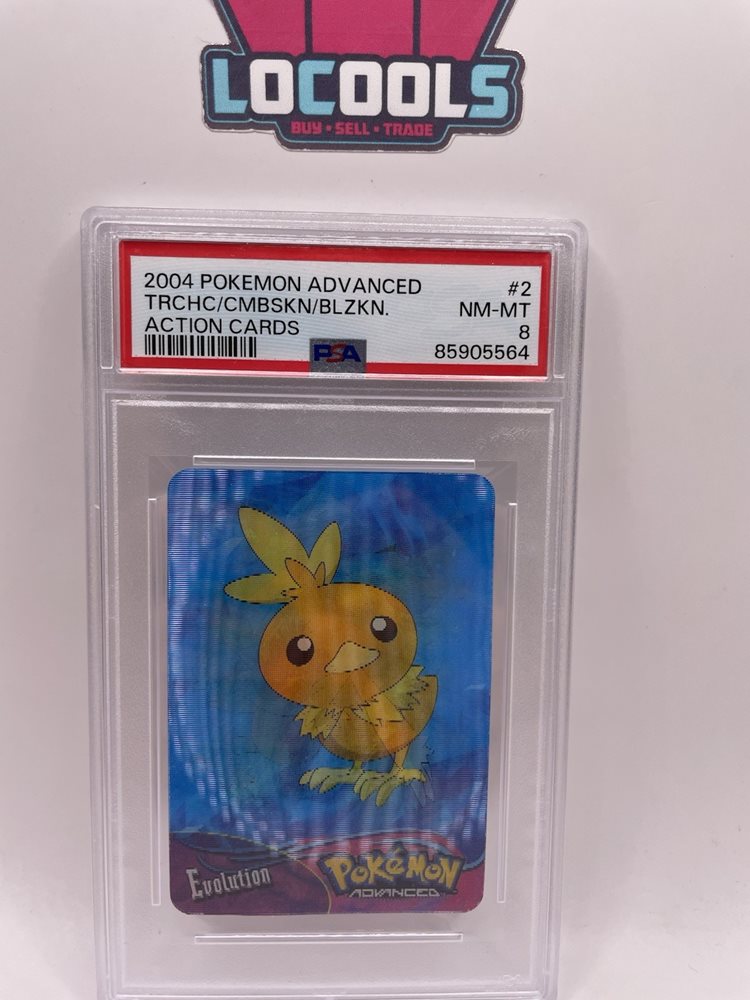 LOCOOLS
BUY • SELL • TRADE
2004 POKEMON ADVANCED #2
TRCHC/CMBSKN/BLZKN. NM-MT
ACTION CARDS 8
PSA 85905564
Evolution
POKéMON
ADVANCED